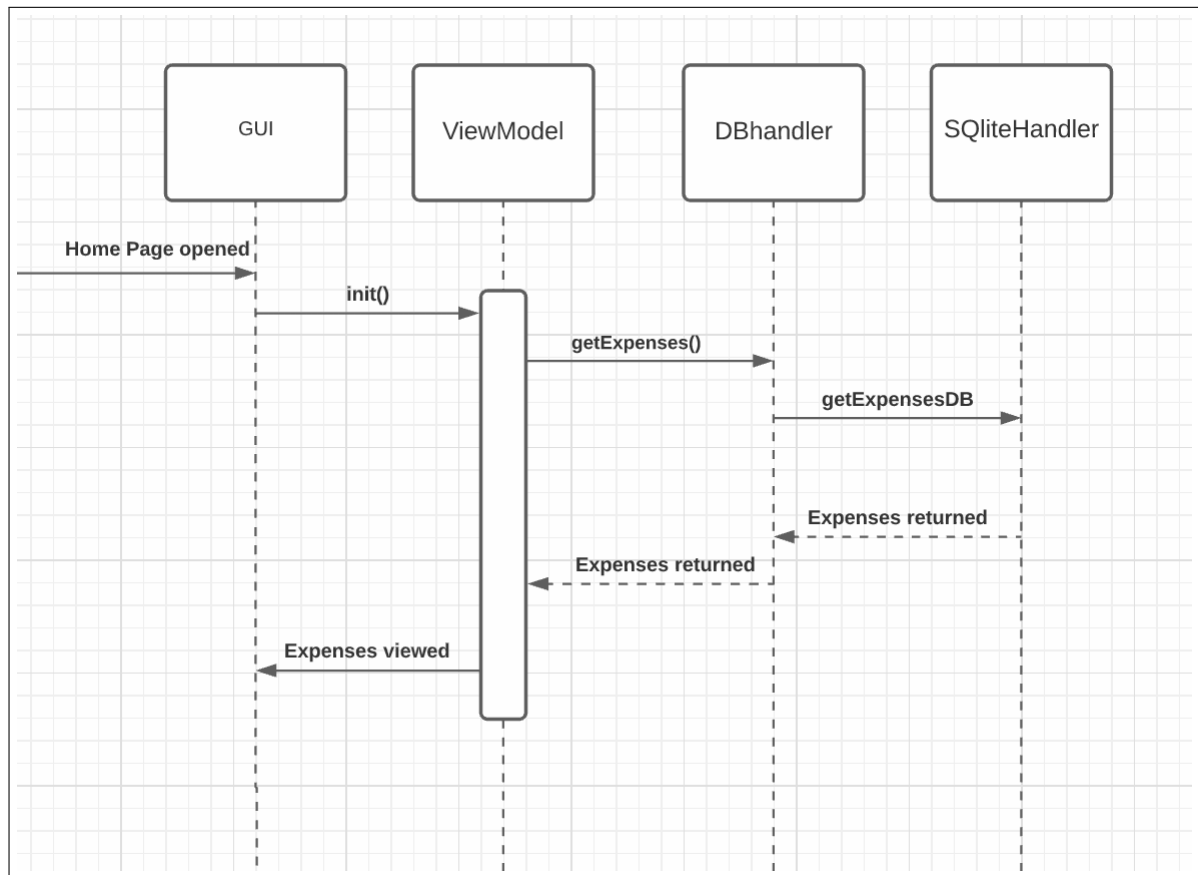 GUI
ViewModel
DBhandler
SQliteHandler
Home Page opened
init()
getExpenses()
getExpensesDB
Expenses returned
Expenses returned
Expenses viewed